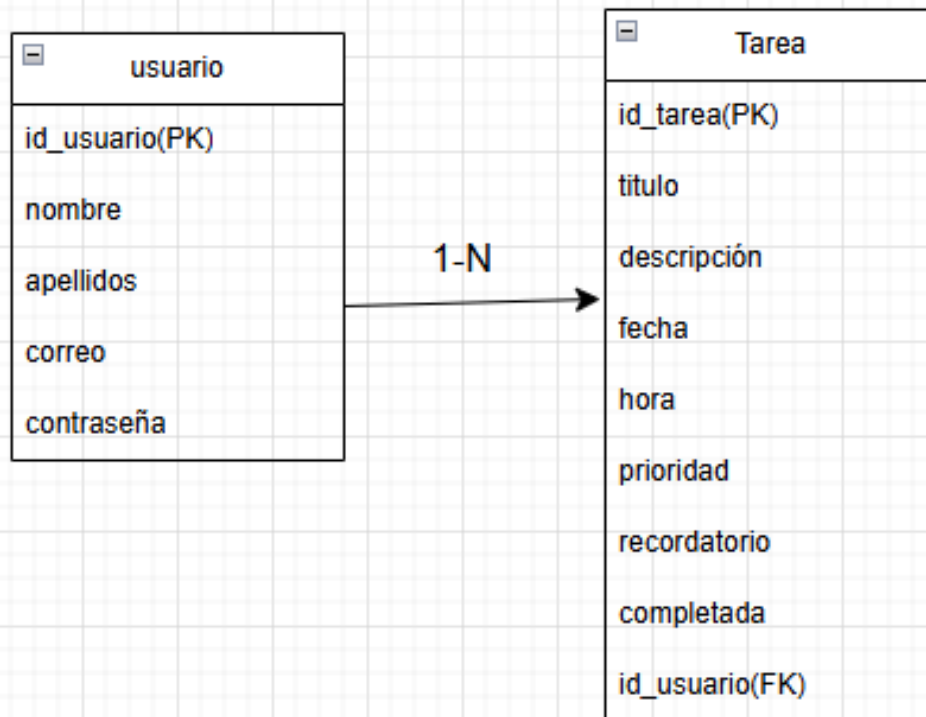 usuario
id_usuario(PK)
nombre
apellidos
correo
contraseña
1-N
Tarea
id_tarea(PK)
titulo
descripción
fecha
hora
prioridad
recordatorio
completada
id_usuario(FK)